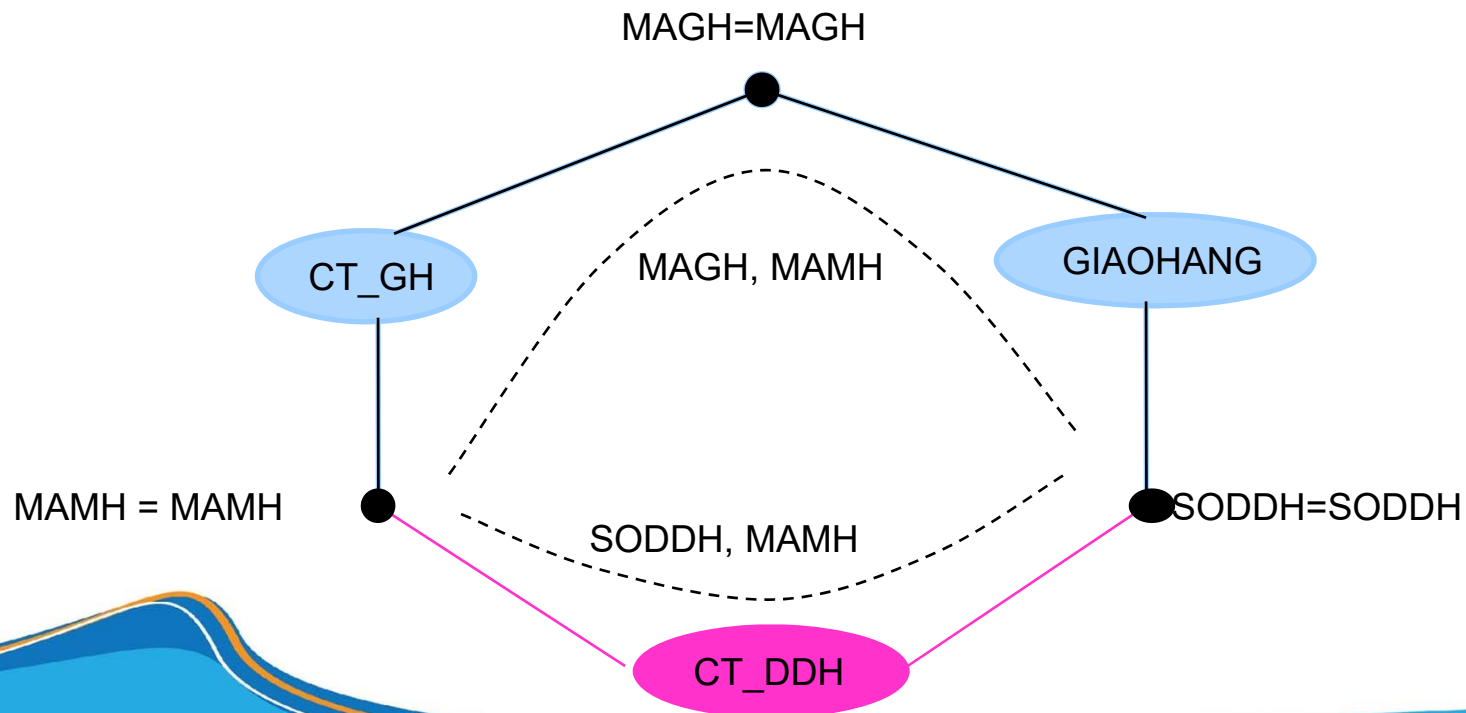 MAGH=MAGH
CT_GH
MAGH, MAMH
GIAOHANG
MAMH = MAMH
SODDH, MAMH
SODDH=SODDH
CT_DDH